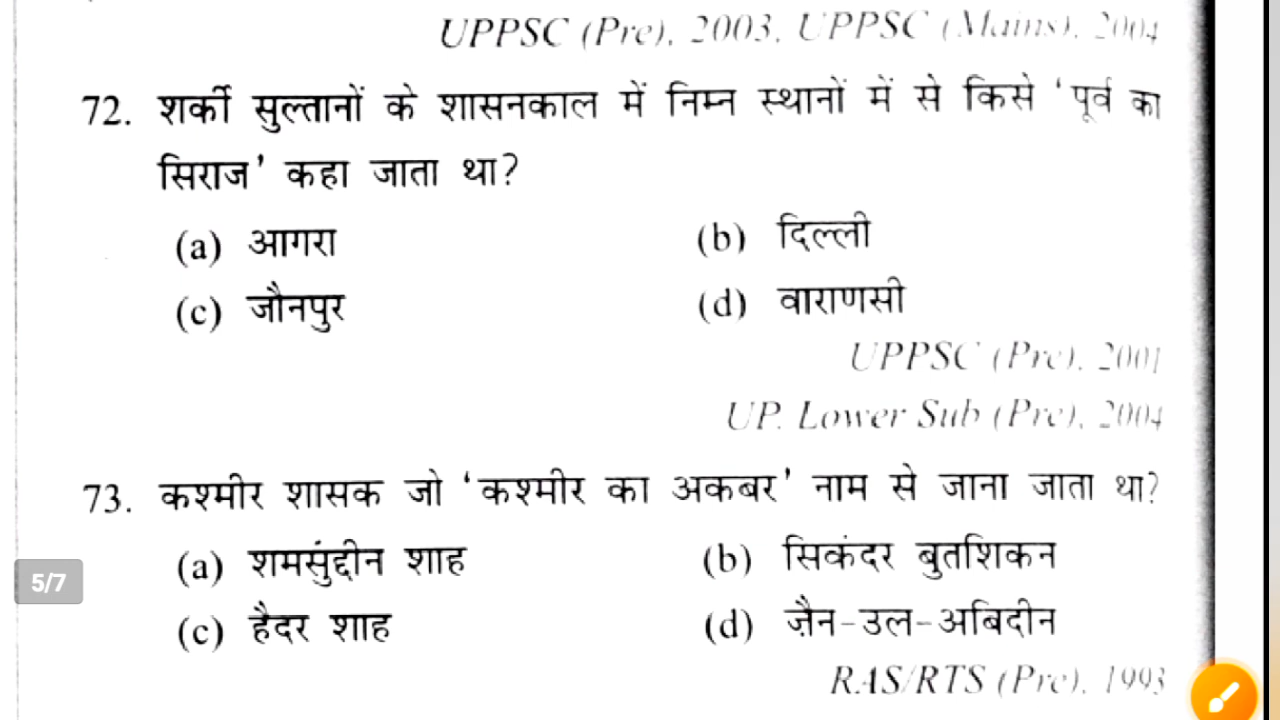 UPPSC (Pre), 2003, UPPSC (Mains), 2004
72. शर्की सुल्तानों के शासनकाल में निम्न स्थानों में से किसे 'पूर्व का
सिराज' कहा जाता था?
(a) आगरा (b) दिल्ली
(c) जौनपुर (d) वाराणसी
UPPSC (Pre), 2001
UP. Lower Sub (Pre), 2004
73. कश्मीर शासक जो 'कश्मीर का अकबर' नाम से जाना जाता था?
(a) शमसुंद्दीन शाह (b) सिकंदर बुतशिकन
5/7
(c) हैदर शाह (d) ज़ैन-उल-अबिदीन
RAS/RTS (Pre), 1993